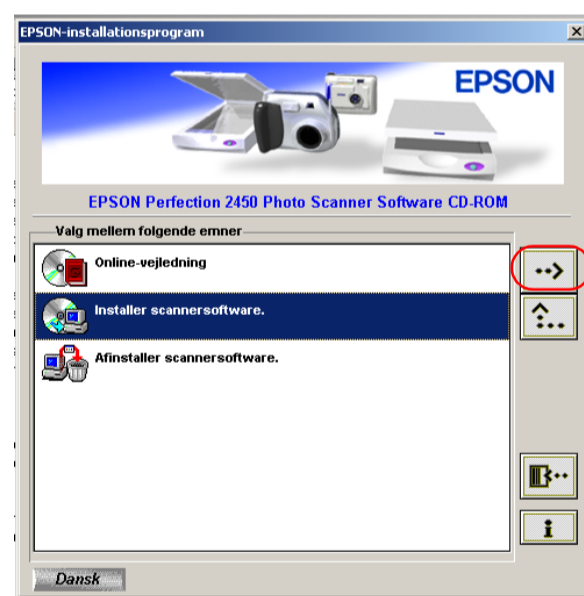 EPSON-installationsprogram
EPSON
EPSON Perfection 2450 Photo Scanner Software CD-ROM
Valg mellem folgende emner
Online-vejledning
Installer scannersoftware.
Afinstaller scannersoftware.
Dansk